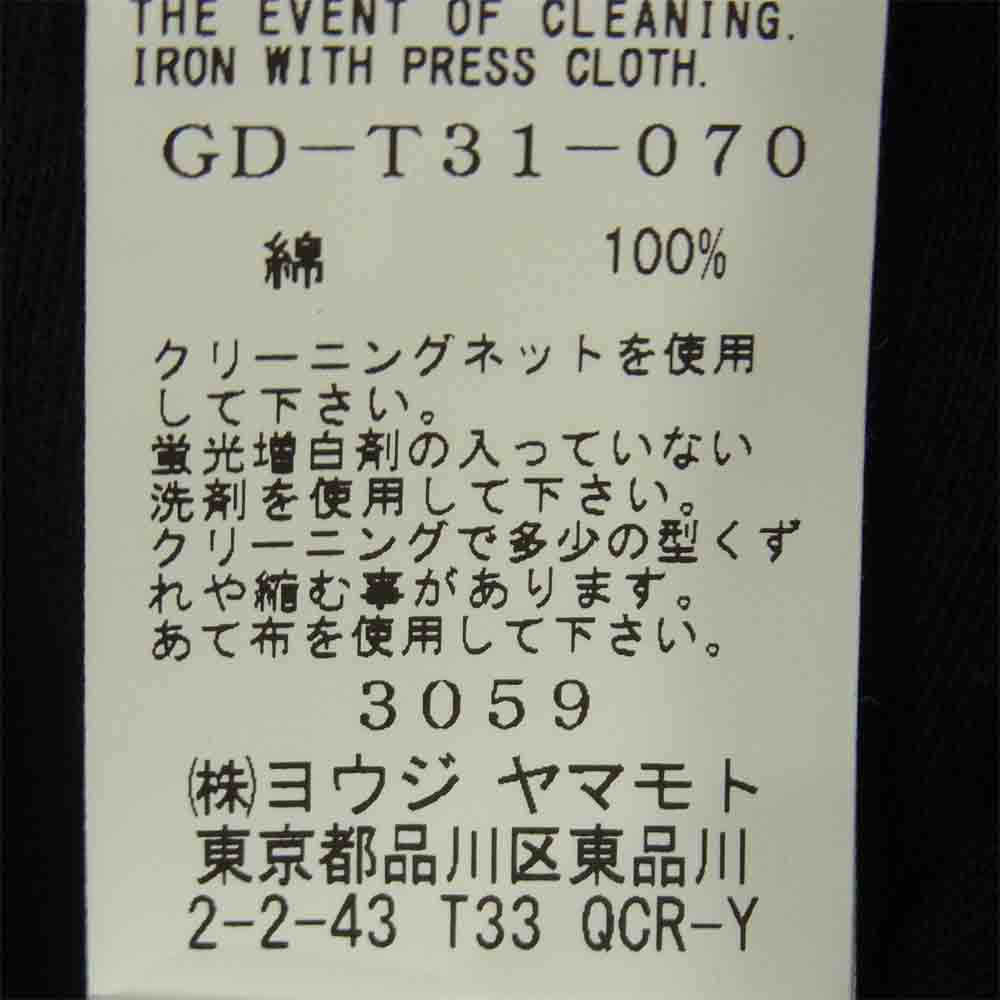 THE EVENT OF CLEANING.
IRON WITH PRESS CLOTH.
GD-T31-070
綿 100%
クリーニングネットを使用
して下さい。
蛍光増白剤の入っていない
洗剤を使用して下さい。
クリーニングで多少の型くず
れや縮む事があります。
あて布を使用して下さい。
3059
(株)ヨウジ ヤマモト
東京都品川区東品川
2-2-43 T33 QCR-Y